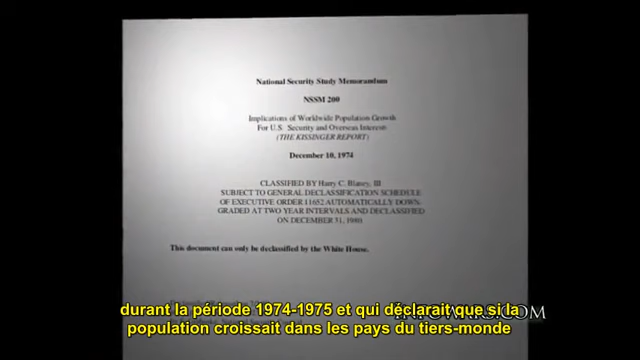 National Security Study Memorandum
NSSM 200
Implications of Worldwide Population Growth
For U.S. Security and Overseas Interests
(THE KISSINGER REPORT)
December 10, 1974
CLASSIFIED BY Harry C. Blaney, III
SUBJECT TO GENERAL DECLASSIFICATION SCHEDULE
OF EXECUTIVE ORDER 11652 AUTOMATICALLY DOWN-
GRADED AT TWO YEAR INTERVALS AND DECLASSIFIED
ON DECEMBER 31, 1980.
This document can only be declassified by the White House.
durant la période 1974-1975 et qui déclarait que si la
population croissait dans les pays du tiers-monde